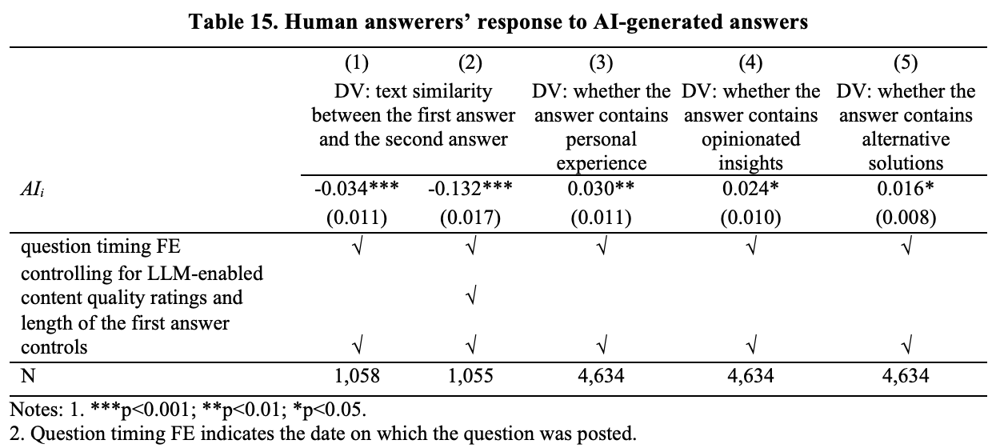 Table 15. Human answerers’ response to AI-generated answers
(1) (2) (3) (4) (5)
DV: text similarity DV: whether the DV: whether the DV: whether the
between the first answer answer contains answer contains answer contains
and the second answer personal opinionated alternative
experience insights solutions
AIi -0.034*** -0.132*** 0.030** 0.024* 0.016*
(0.011) (0.017) (0.011) (0.010) (0.008)
question timing FE √ √ √ √ √
controlling for LLM-enabled
content quality ratings and √
length of the first answer
controls √ √ √ √ √
N 1,058 1,055 4,634 4,634 4,634
Notes: 1. ***p<0.001; **p<0.01; *p<0.05.
2. Question timing FE indicates the date on which the question was posted.